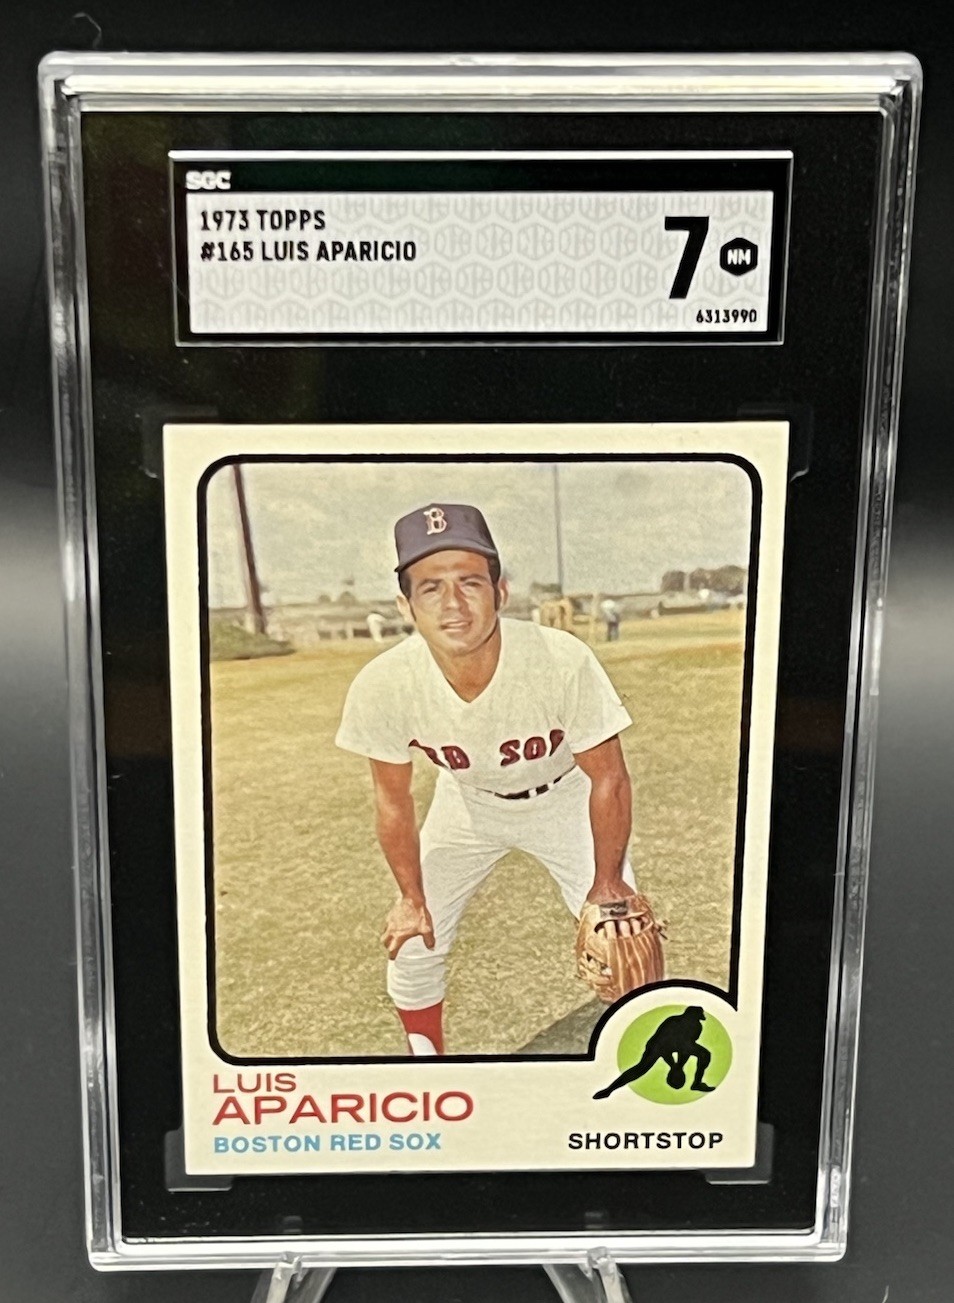 SGC
1973 TOPPS
#165 LUIS APARICIO
7
NM
6313990
B
RED SOX
LUIS
APARICIO
BOSTON RED SOX
SHORTSTOP